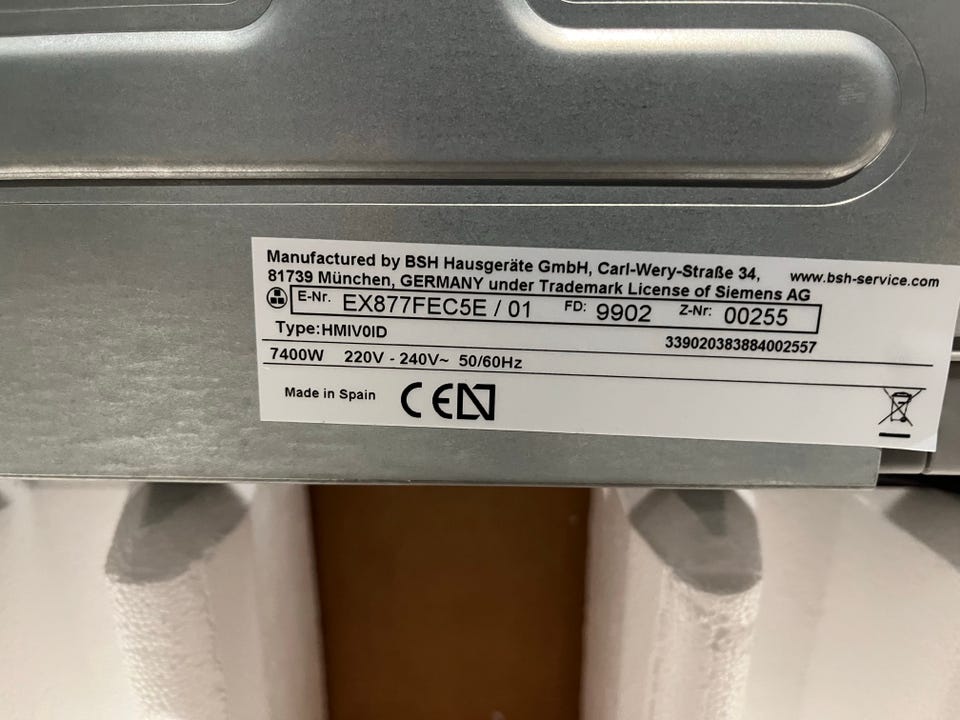 Manufactured by BSH Hausgeräte GmbH, Carl-Wery-Straße 34,
www.bsh-service.com
81739 München, GERMANY under Trademark License of Siemens AG
E-Nr. EX877FEC5E / 01 FD: 9902 Z-Nr: 00255
Type:HMIV0ID
339020383884002557
7400W 220V - 240V~ 50/60Hz
Made in Spain CE N